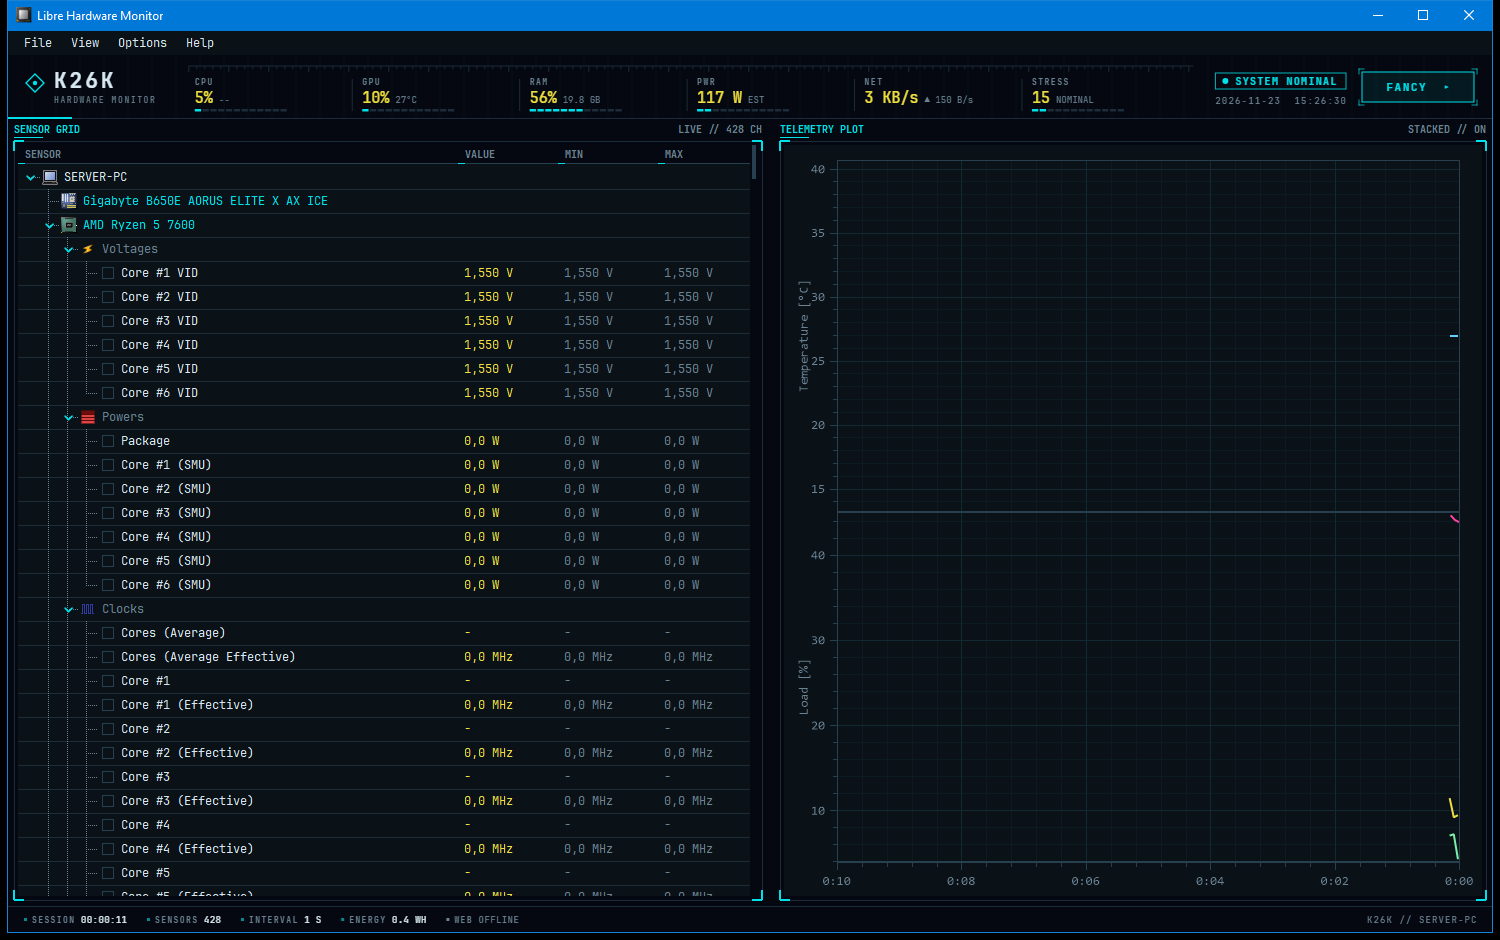 Libre Hardware Monitor
File View Options Help
K26K
HARDWARE MONITOR
CPU
5% --
GPU
10% 27°C
RAM
56% 19.8 GB
PWR
117 W EST
NET
3 KB/s ▲ 150 B/s
STRESS
15 NOMINAL
SYSTEM NOMINAL
2026-11-23 15:26:30
FANCY ▸
SENSOR GRID LIVE // 428 CH
SENSOR VALUE MIN MAX
SERVER-PC
Gigabyte B650E AORUS ELITE X AX ICE
AMD Ryzen 5 7600
Voltages
Core #1 VID 1,550 V 1,550 V 1,550 V
Core #2 VID 1,550 V 1,550 V 1,550 V
Core #3 VID 1,550 V 1,550 V 1,550 V
Core #4 VID 1,550 V 1,550 V 1,550 V
Core #5 VID 1,550 V 1,550 V 1,550 V
Core #6 VID 1,550 V 1,550 V 1,550 V
Powers
Package 0,0 W 0,0 W 0,0 W
Core #1 (SMU) 0,0 W 0,0 W 0,0 W
Core #2 (SMU) 0,0 W 0,0 W 0,0 W
Core #3 (SMU) 0,0 W 0,0 W 0,0 W
Core #4 (SMU) 0,0 W 0,0 W 0,0 W
Core #5 (SMU) 0,0 W 0,0 W 0,0 W
Core #6 (SMU) 0,0 W 0,0 W 0,0 W
Clocks
Cores (Average) - - -
Cores (Average Effective) 0,0 MHz 0,0 MHz 0,0 MHz
Core #1 - - -
Core #1 (Effective) 0,0 MHz 0,0 MHz 0,0 MHz
Core #2 - - -
Core #2 (Effective) 0,0 MHz 0,0 MHz 0,0 MHz
Core #3 - - -
Core #3 (Effective) 0,0 MHz 0,0 MHz 0,0 MHz
Core #4 - - -
Core #4 (Effective) 0,0 MHz 0,0 MHz 0,0 MHz
Core #5 - - -
Core #5 (Effective) 0,0 MHz 0,0 MHz 0,0 MHz
TELEMETRY PLOT STACKED // ON
Temperature [°C]
40
35
30
25
20
15
Load [%]
40
30
20
10
0:10 0:08 0:06 0:04 0:02 0:00
SESSION 00:00:11 SENSORS 428 INTERVAL 1 S ENERGY 0.4 WH WEB OFFLINE
K26K // SERVER-PC